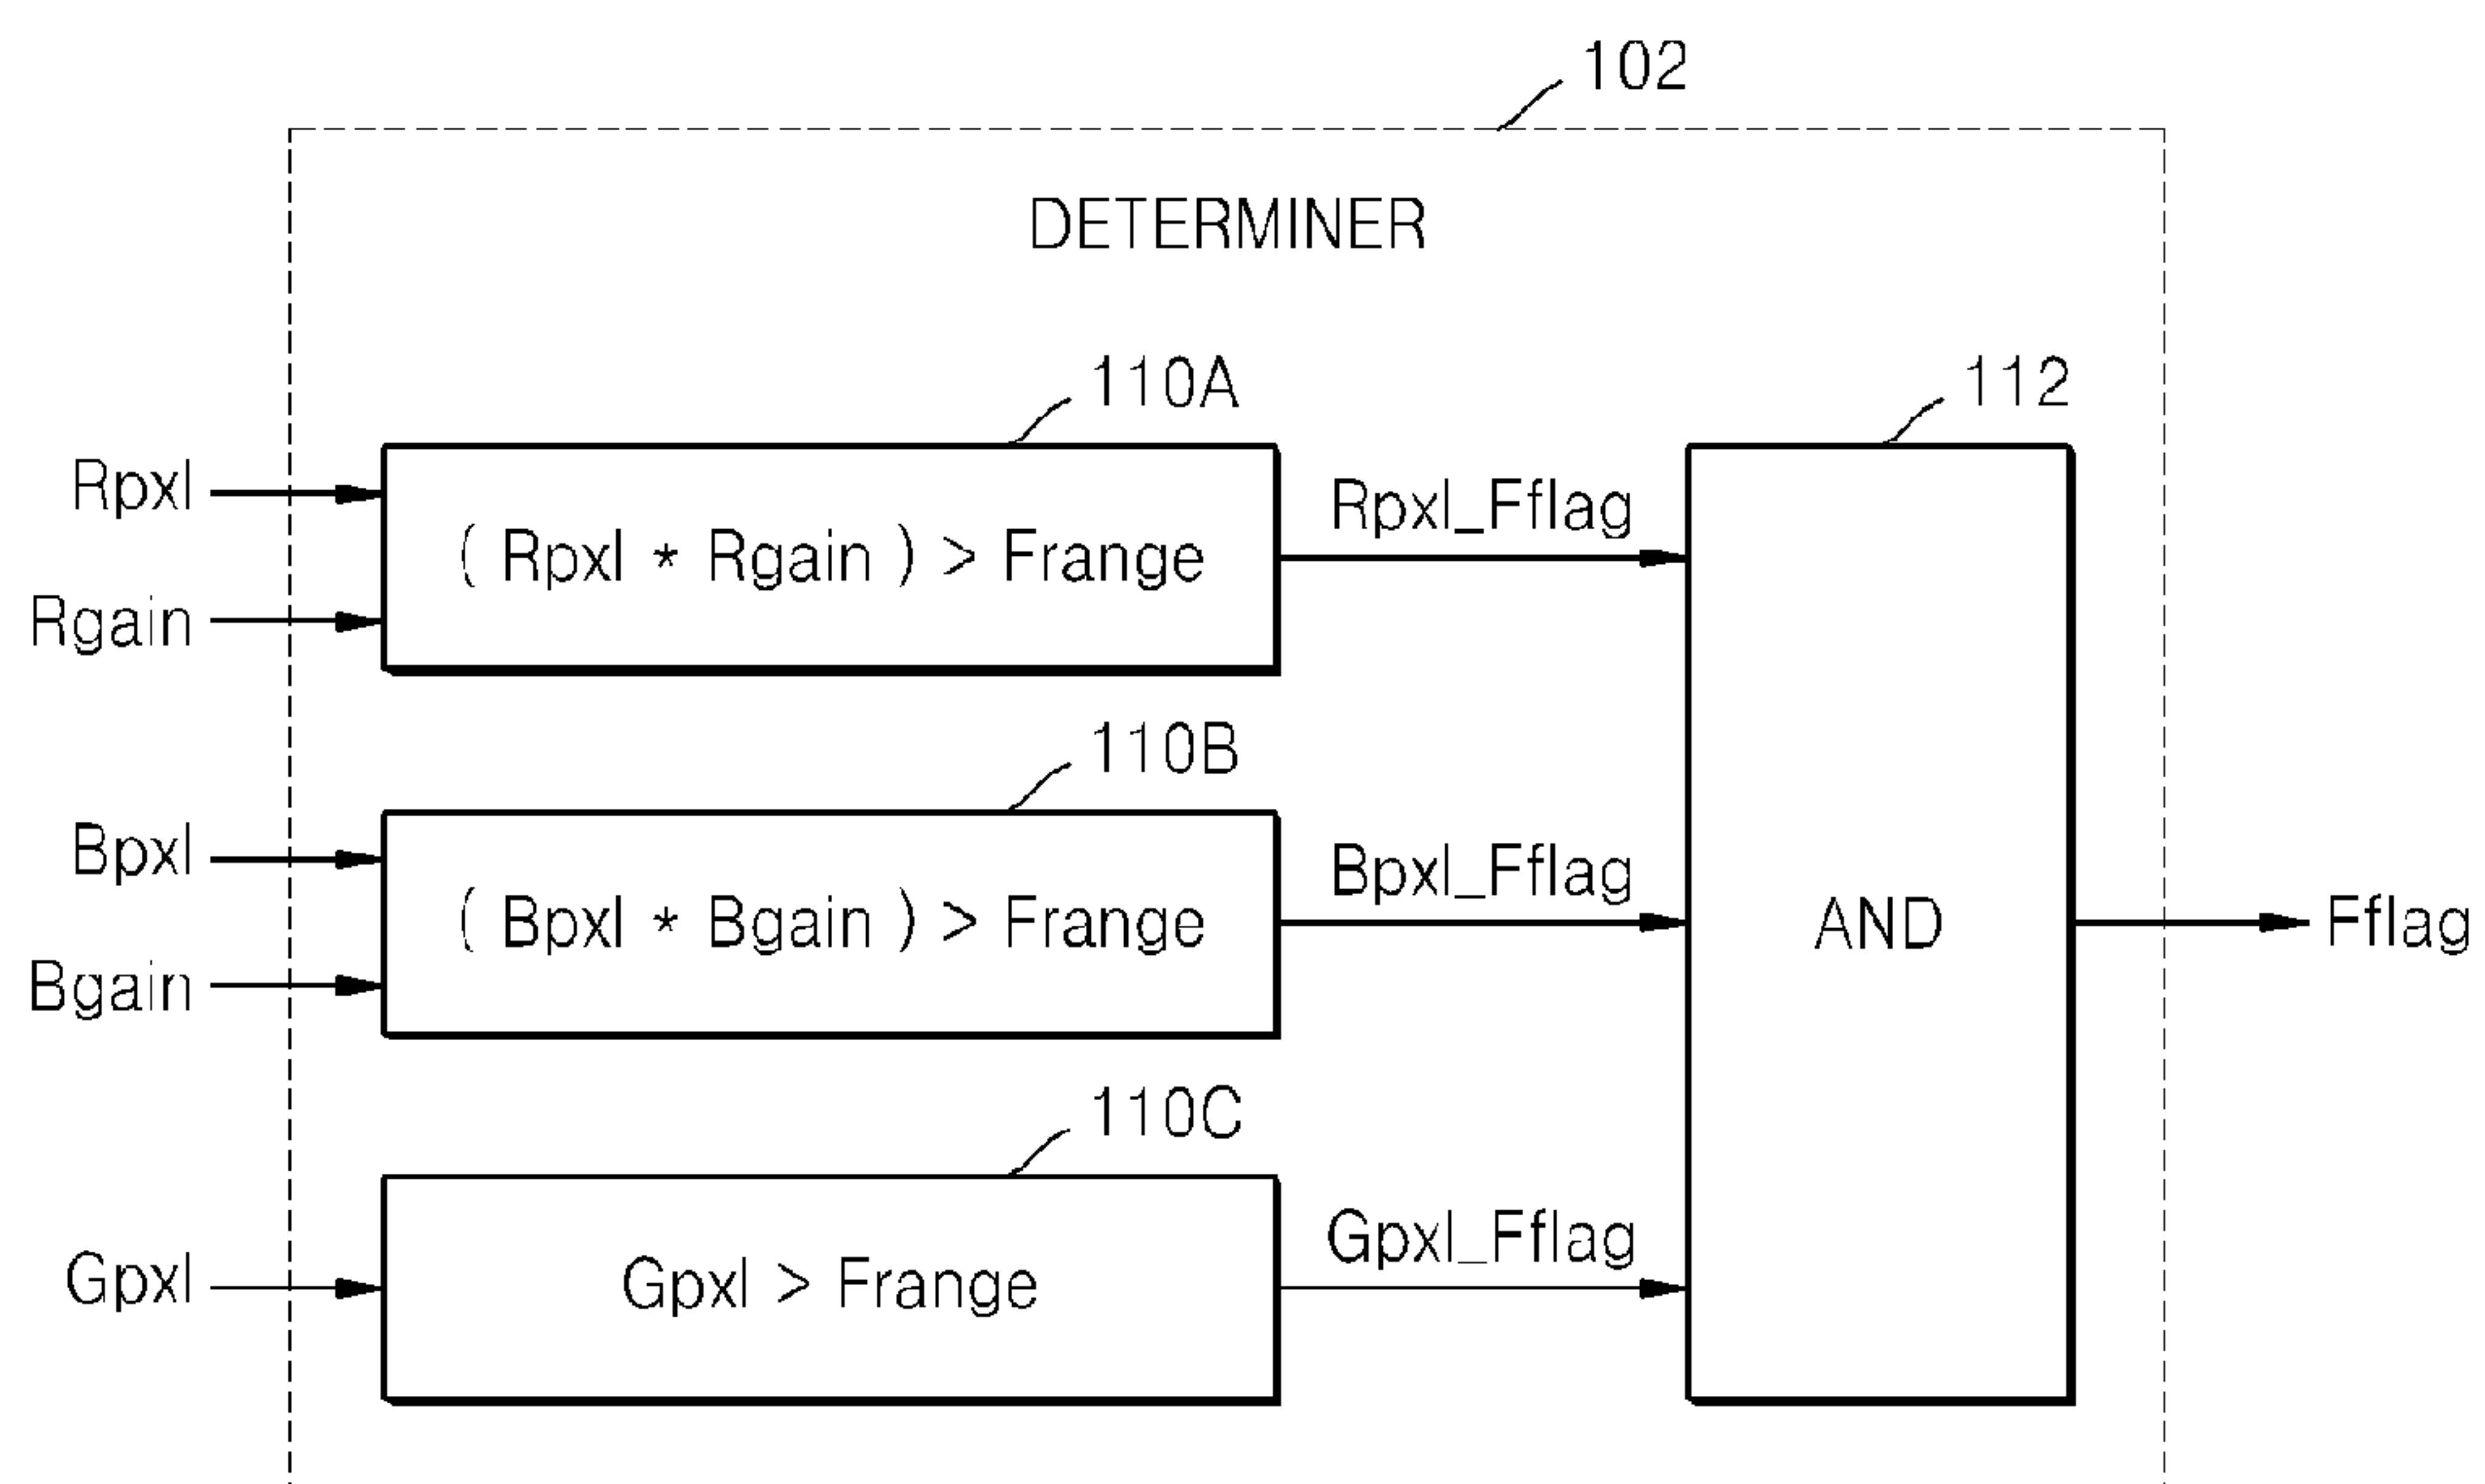 102
DETERMINER
110A
112
Rpxl
Rgain
( Rpxl * Rgain ) > Frange
Rpxl_Fflag
110B
Bpxl
Bgain
( Bpxl * Bgain ) > Frange
Bpxl_Fflag
AND
Fflag
110C
Gpxl
Gpxl > Frange
Gpxl_Fflag